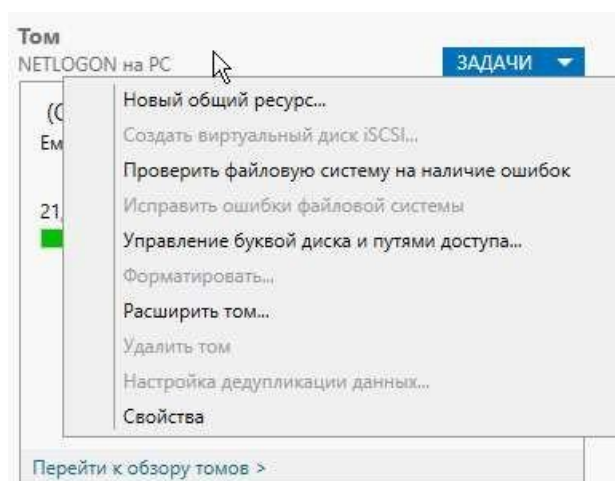 Том
NETLOGON на PC
ЗАДАЧИ
Новый общий ресурс...
Создать виртуальный диск iSCSI...
Проверить файловую систему на наличие ошибок
Исправить ошибки файловой системы
21,
Управление буквой диска и путями доступа...
Форматировать...
Расширить том...
Удалить том
Настройка дедупликации данных...
Свойства
Перейти к обзору томов >